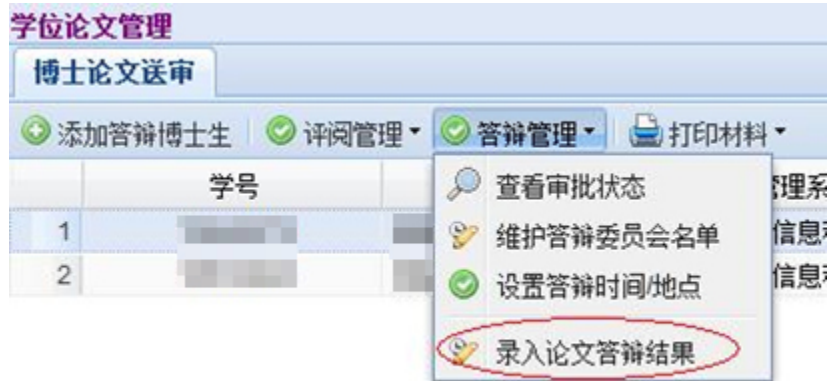 学位论文管理
博士论文送审
添加答辩博士生 评阅管理 答辩管理 打印材料
学号
查看审批状态 管理系
1 维护答辩委员会名单 信息
2 设置答辩时间/地点 信息
录入论文答辩结果